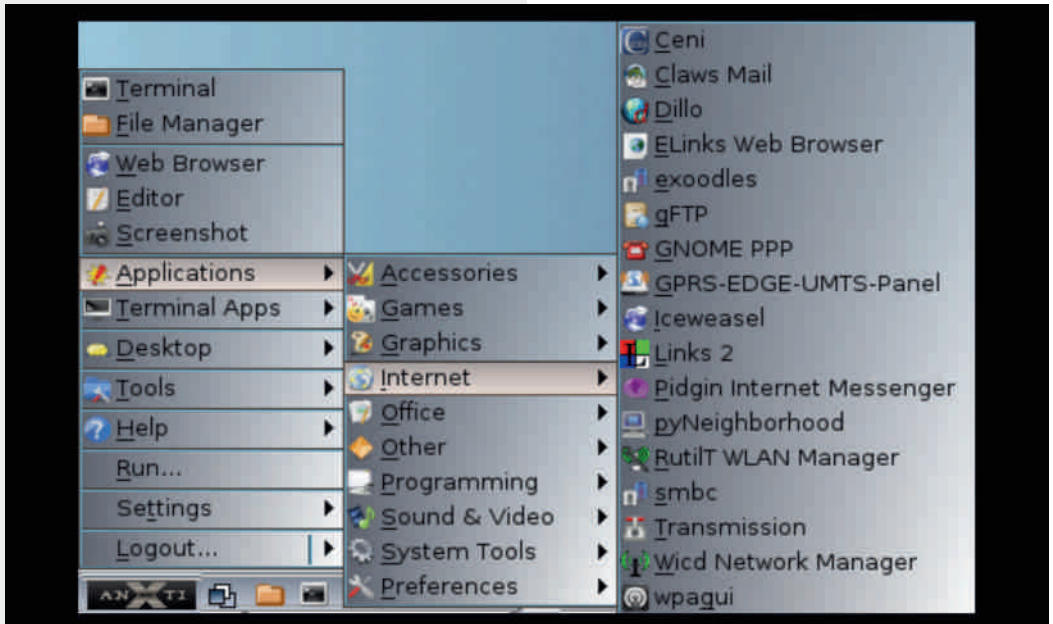 Terminal
File Manager
Web Browser
Editor
Screenshot
Applications
Terminal Apps
Desktop
Tools
Help
Run...
Settings
Logout...
ANXTI
Accessories
Games
Graphics
Internet
Office
Other
Programming
Sound & Video
System Tools
Preferences
Ceni
Claws Mail
Dillo
ELinks Web Browser
exoodles
gFTP
GNOME PPP
GPRS-EDGE-UMTS-Panel
Iceweasel
Links 2
Pidgin Internet Messenger
pyNeighborhood
RutilT WLAN Manager
smbc
Transmission
Wicd Network Manager
wpagui